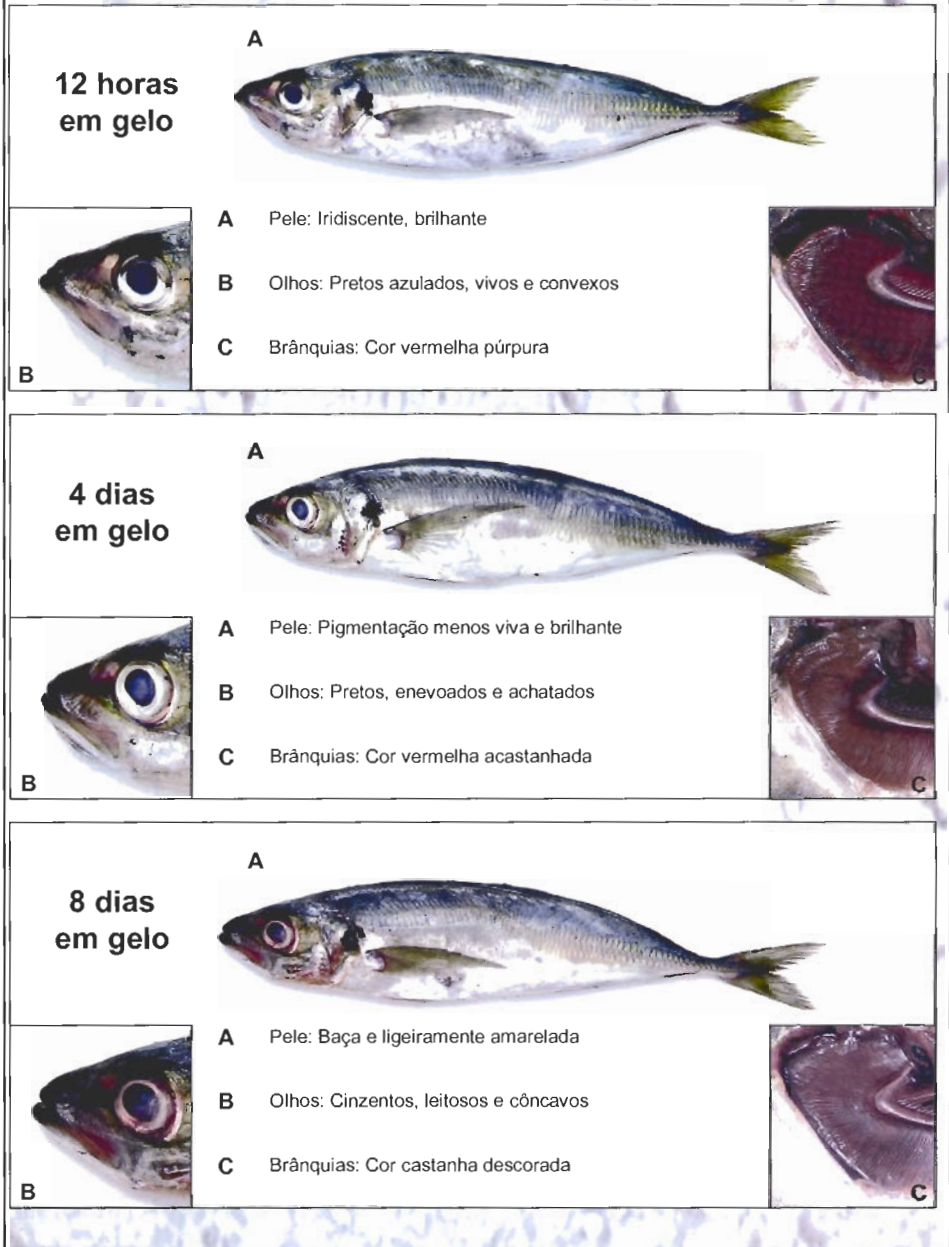 A
12 horas
em gelo
A Pele: Iridiscente, brilhante
B Olhos: Pretos azulados, vivos e convexos
C Brânquias: Cor vermelha púrpura
B
C
A
4 dias
em gelo
A Pele: Pigmentação menos viva e brilhante
B Olhos: Pretos, enevoados e achatados
C Brânquias: Cor vermelha acastanhada
B
C
A
8 dias
em gelo
A Pele: Baça e ligeiramente amarelada
B Olhos: Cinzentos, leitosos e côncavos
C Brânquias: Cor castanha descorada
B
C